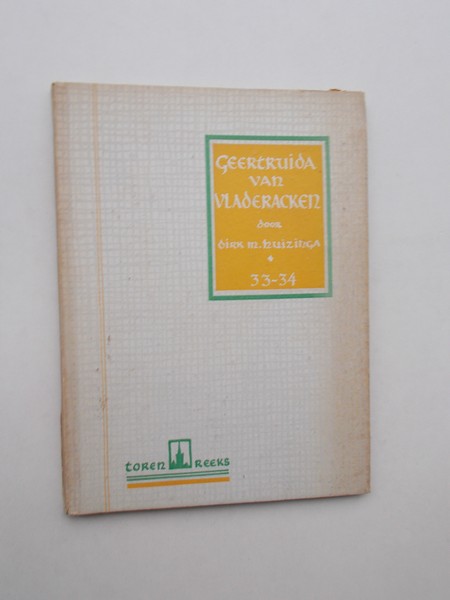 Geertruida
van
Vladeracken
door
Dirk M. Huizinga
33-34
toren reeks